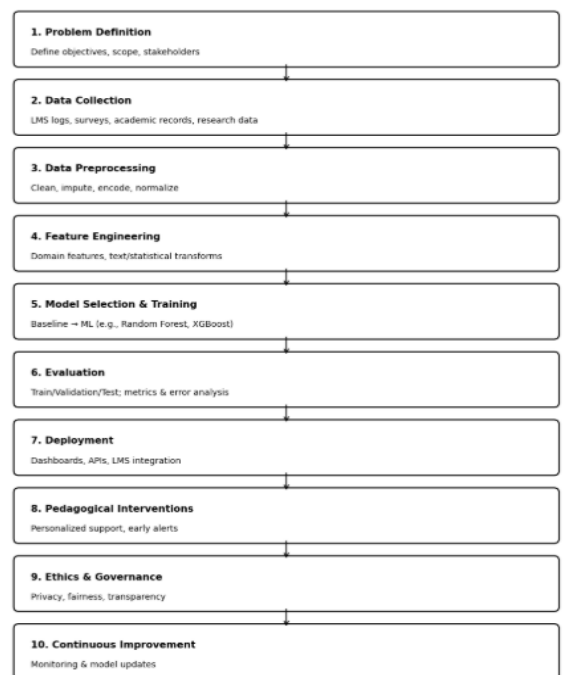 1. Problem Definition
Define objectives, scope, stakeholders
2. Data Collection
LMS logs, surveys, academic records, research data
3. Data Preprocessing
Clean, impute, encode, normalize
4. Feature Engineering
Domain features, text/statistical transforms
5. Model Selection & Training
Baseline → ML (e.g., Random Forest, XGBoost)
6. Evaluation
Train/Validation/Test; metrics & error analysis
7. Deployment
Dashboards, APIs, LMS integration
8. Pedagogical Interventions
Personalized support, early alerts
9. Ethics & Governance
Privacy, fairness, transparency
10. Continuous Improvement
Monitoring & model updates